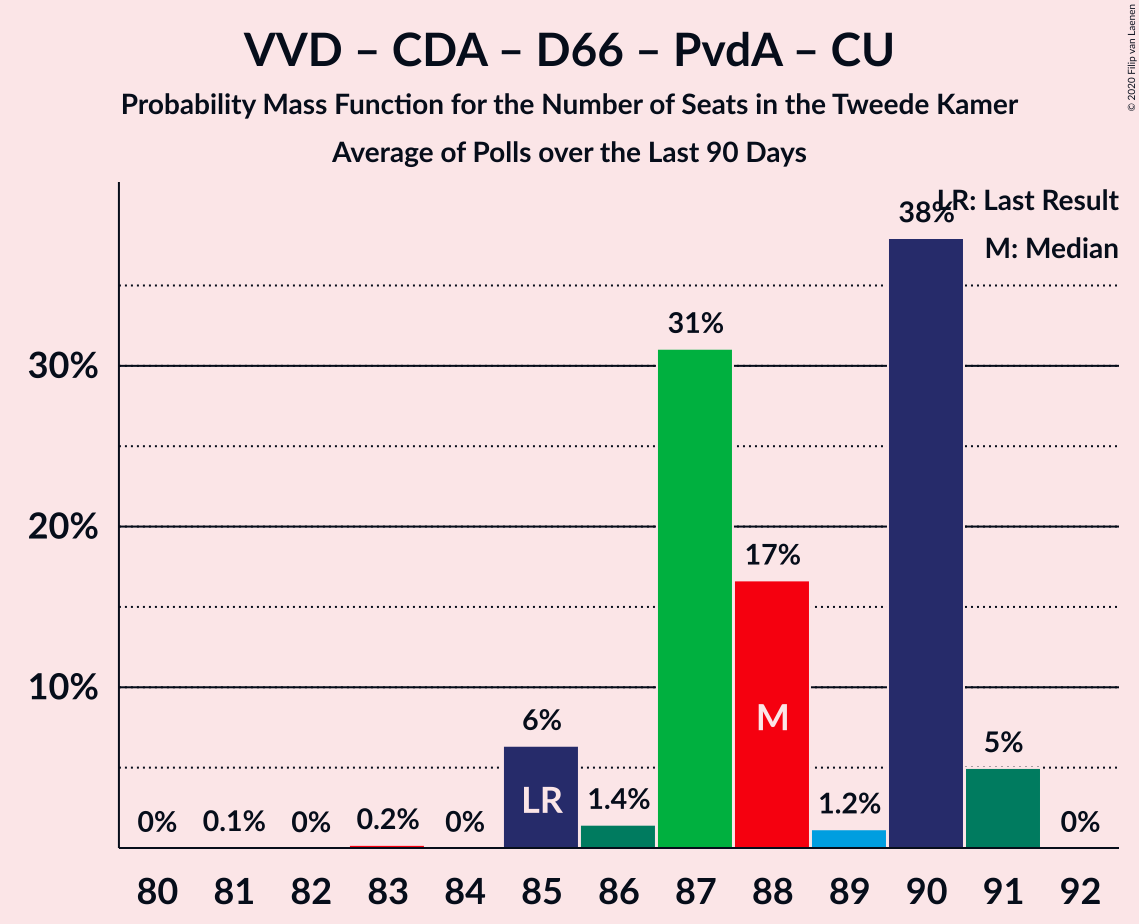 VVD – CDA – D66 – PvdA – CU
Probability Mass Function for the Number of Seats in the Tweede Kamer
Average of Polls over the Last 90 Days
© 2020 Filip van Laenen
LR: Last Result
M: Median
38%
31%
30%
17%
20%
10%
M
6%
5%
LR
0%
0.1%
0%
0.2%
0%
1.4%
1.2%
0%
80 81 82 83 84 85 86 87 88 89 90 91 92